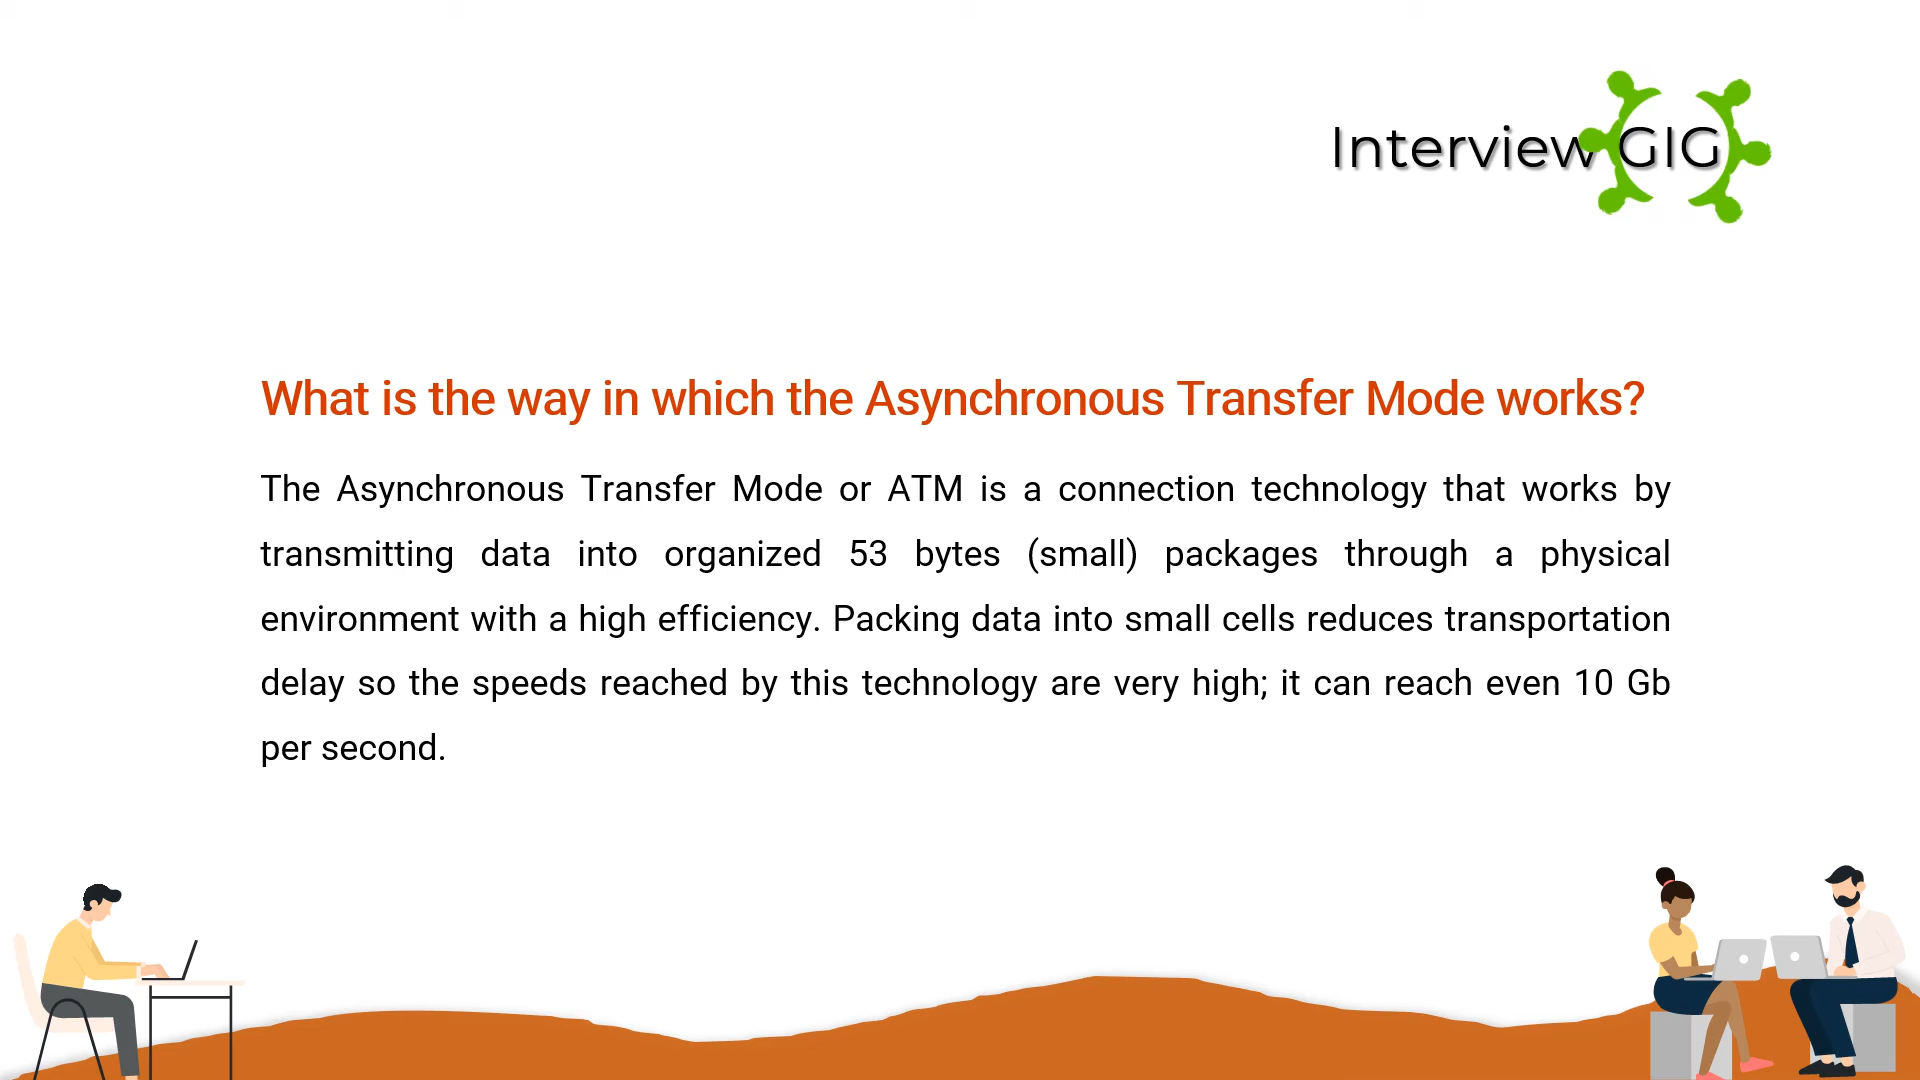 Interview GIG
What is the way in which the Asynchronous Transfer Mode works?
The Asynchronous Transfer Mode or ATM is a connection technology that works by
transmitting data into organized 53 bytes (small) packages through a physical
environment with a high efficiency. Packing data into small cells reduces transportation
delay so the speeds reached by this technology are very high; it can reach even 10 Gb
per second.